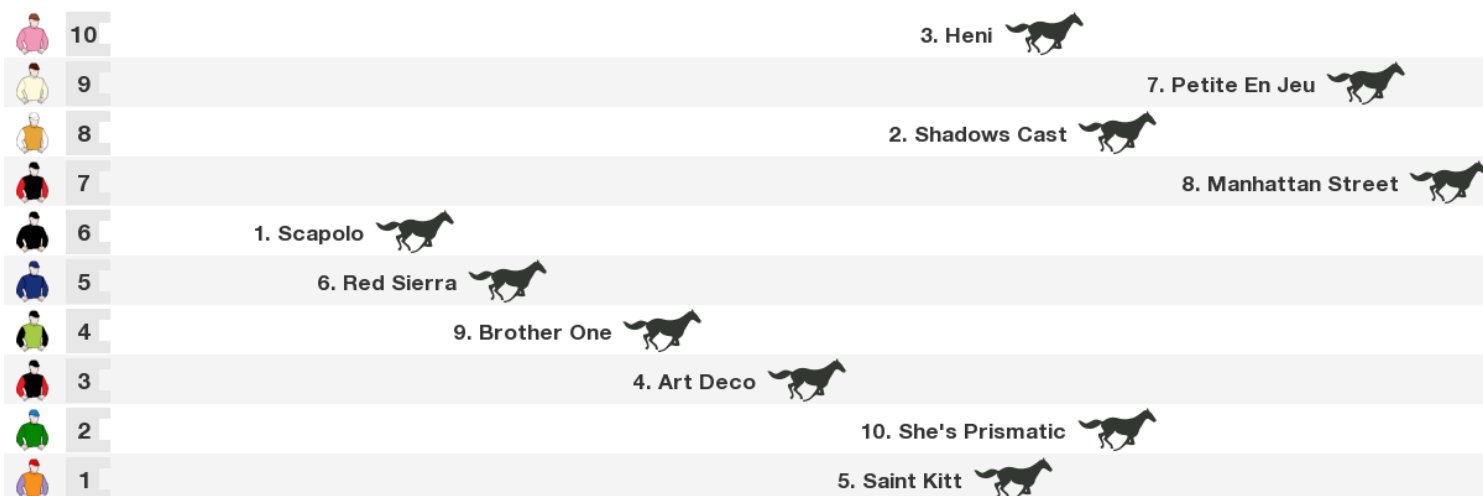 10 3. Heni
9 7. Petite En Jeu
8 2. Shadows Cast
7 8. Manhattan Street
6 1. Scapolo
5 6. Red Sierra
4 9. Brother One
3 4. Art Deco
2 10. She's Prismatic
1 5. Saint Kitt